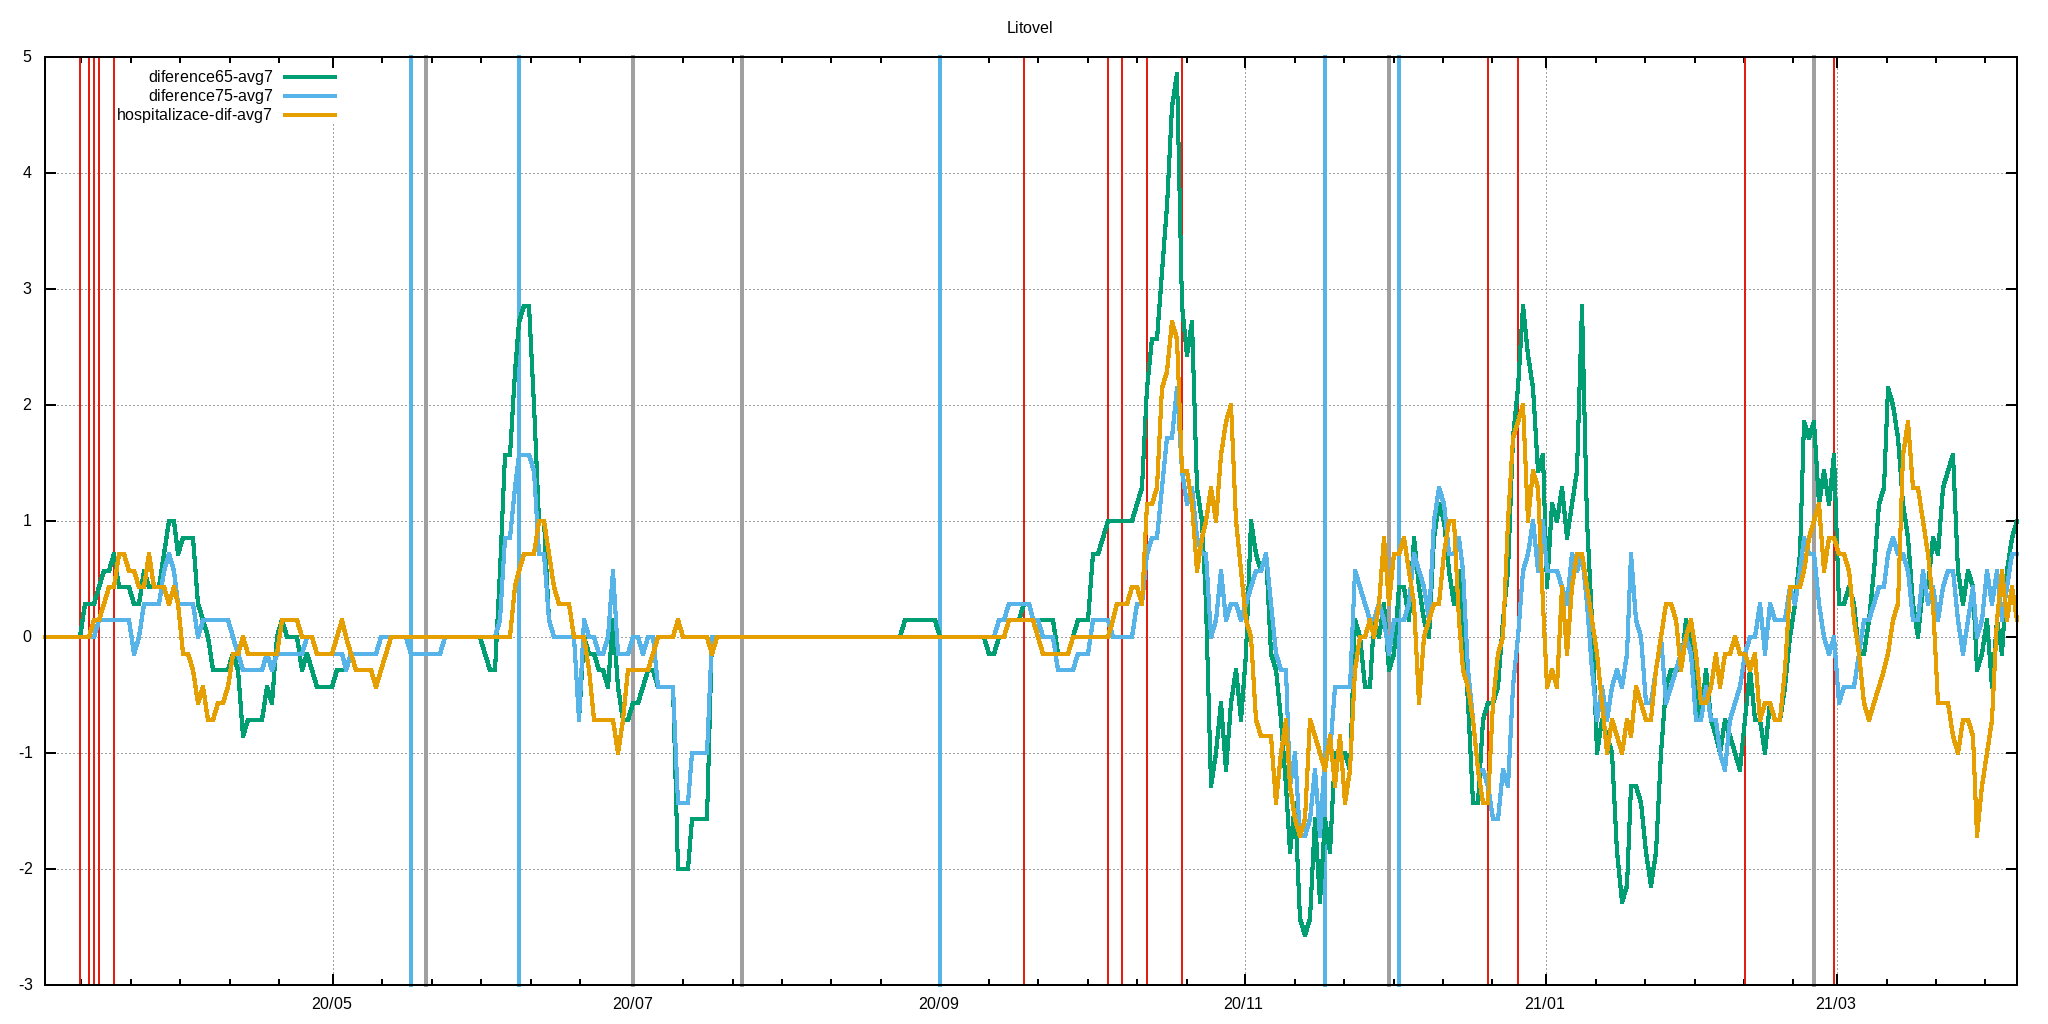 Litovel
5
diference65-avg7
diference75-avg7
hospitalizace-dif-avg7
4
3
2
1
0
-1
-2
-3
20/05 20/07 20/09 20/11 21/01 21/03